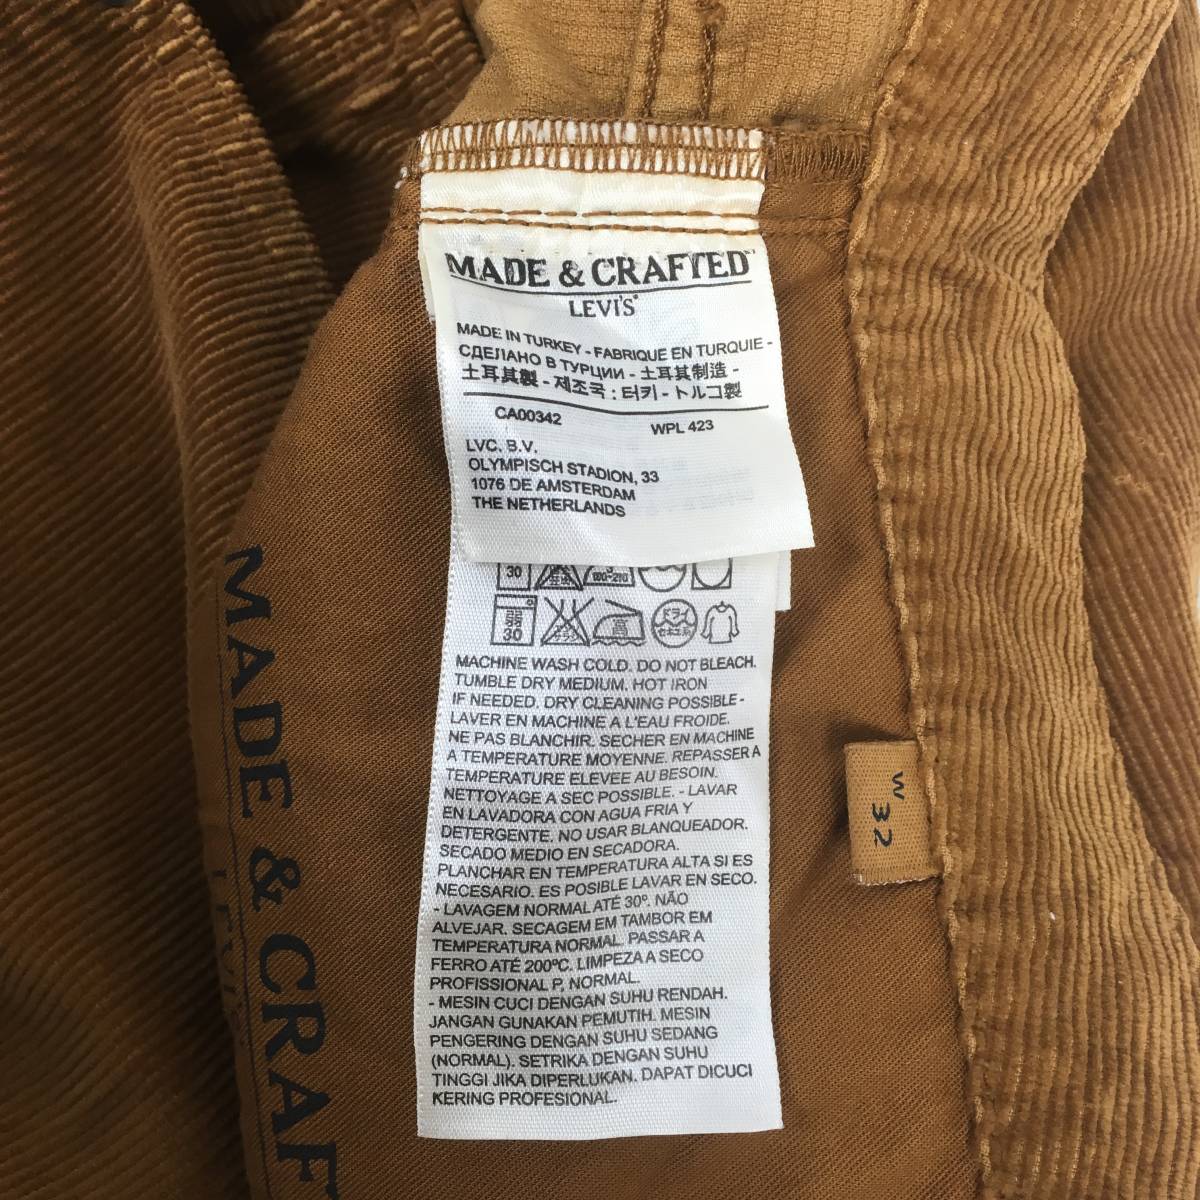 MADE & CRAFTED
LEVI'S
MADE IN TURKEY - FABRIQUE EN TURQUIE -
СДЕЛАНО В ТУРЦИИ - 土耳其制造 -
土耳其製 - 제조국 : 터키 - トルコ製
CA00342 WPL 423
LVC. B.V.
OLYMPISCH STADION, 33
1076 DE AMSTERDAM
THE NETHERLANDS
30
30 高 ドライ
MACHINE WASH COLD. DO NOT BLEACH.
TUMBLE DRY MEDIUM. HOT IRON
IF NEEDED. DRY CLEANING POSSIBLE -
LAVER EN MACHINE A L'EAU FROIDE.
NE PAS BLANCHIR. SECHER EN MACHINE
A TEMPERATURE MOYENNE. REPASSER A
TEMPERATURE ELEVEE AU BESOIN.
NETTOYAGE A SEC POSSIBLE. - LAVAR
EN LAVADORA CON AGUA FRIA Y
DETERGENTE. NO USAR BLANQUEADOR.
SECADO MEDIO EN SECADORA.
PLANCHAR EN TEMPERATURA ALTA SI ES
NECESARIO. ES POSIBLE LAVAR EN SECO.
- LAVAGEM NORMAL ATÉ 30º. NÃO
ALVEJAR. SECAGEM EM TAMBOR EM
TEMPERATURA NORMAL. PASSAR A
FERRO ATÉ 200ºC. LIMPEZA A SECO
PROFISSIONAL P, NORMAL.
- MESIN CUCI DENGAN SUHU RENDAH.
JANGAN GUNAKAN PEMUTIH. MESIN
PENGERING DENGAN SUHU SEDANG
(NORMAL). SETRIKA DENGAN SUHU
TINGGI JIKA DIPERLUKAN. DAPAT DICUCI
KERING PROFESIONAL.
W 32
MADE & CRAF